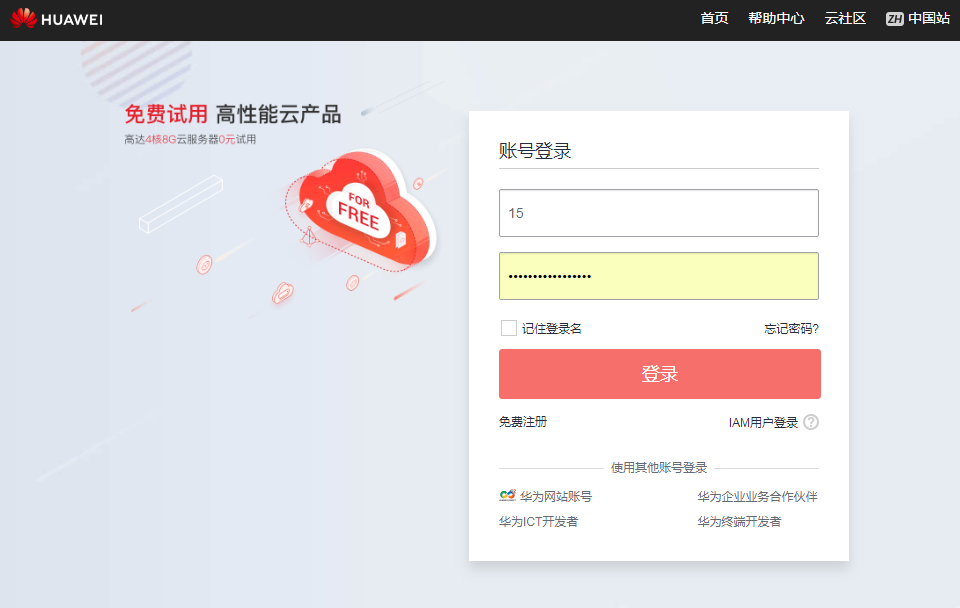 HUAWEI
首页 帮助中心 云社区 ZH 中国站
免费试用 高性能云产品
高达4核8G云服务器0元试用
FOR
FREE
账号登录
15
•••••••••••••••••
记住登录名 忘记密码?
登录
免费注册 IAM用户登录 ?
使用其他账号登录
华为网站账号 华为企业业务合作伙伴
华为ICT开发者 华为终端开发者